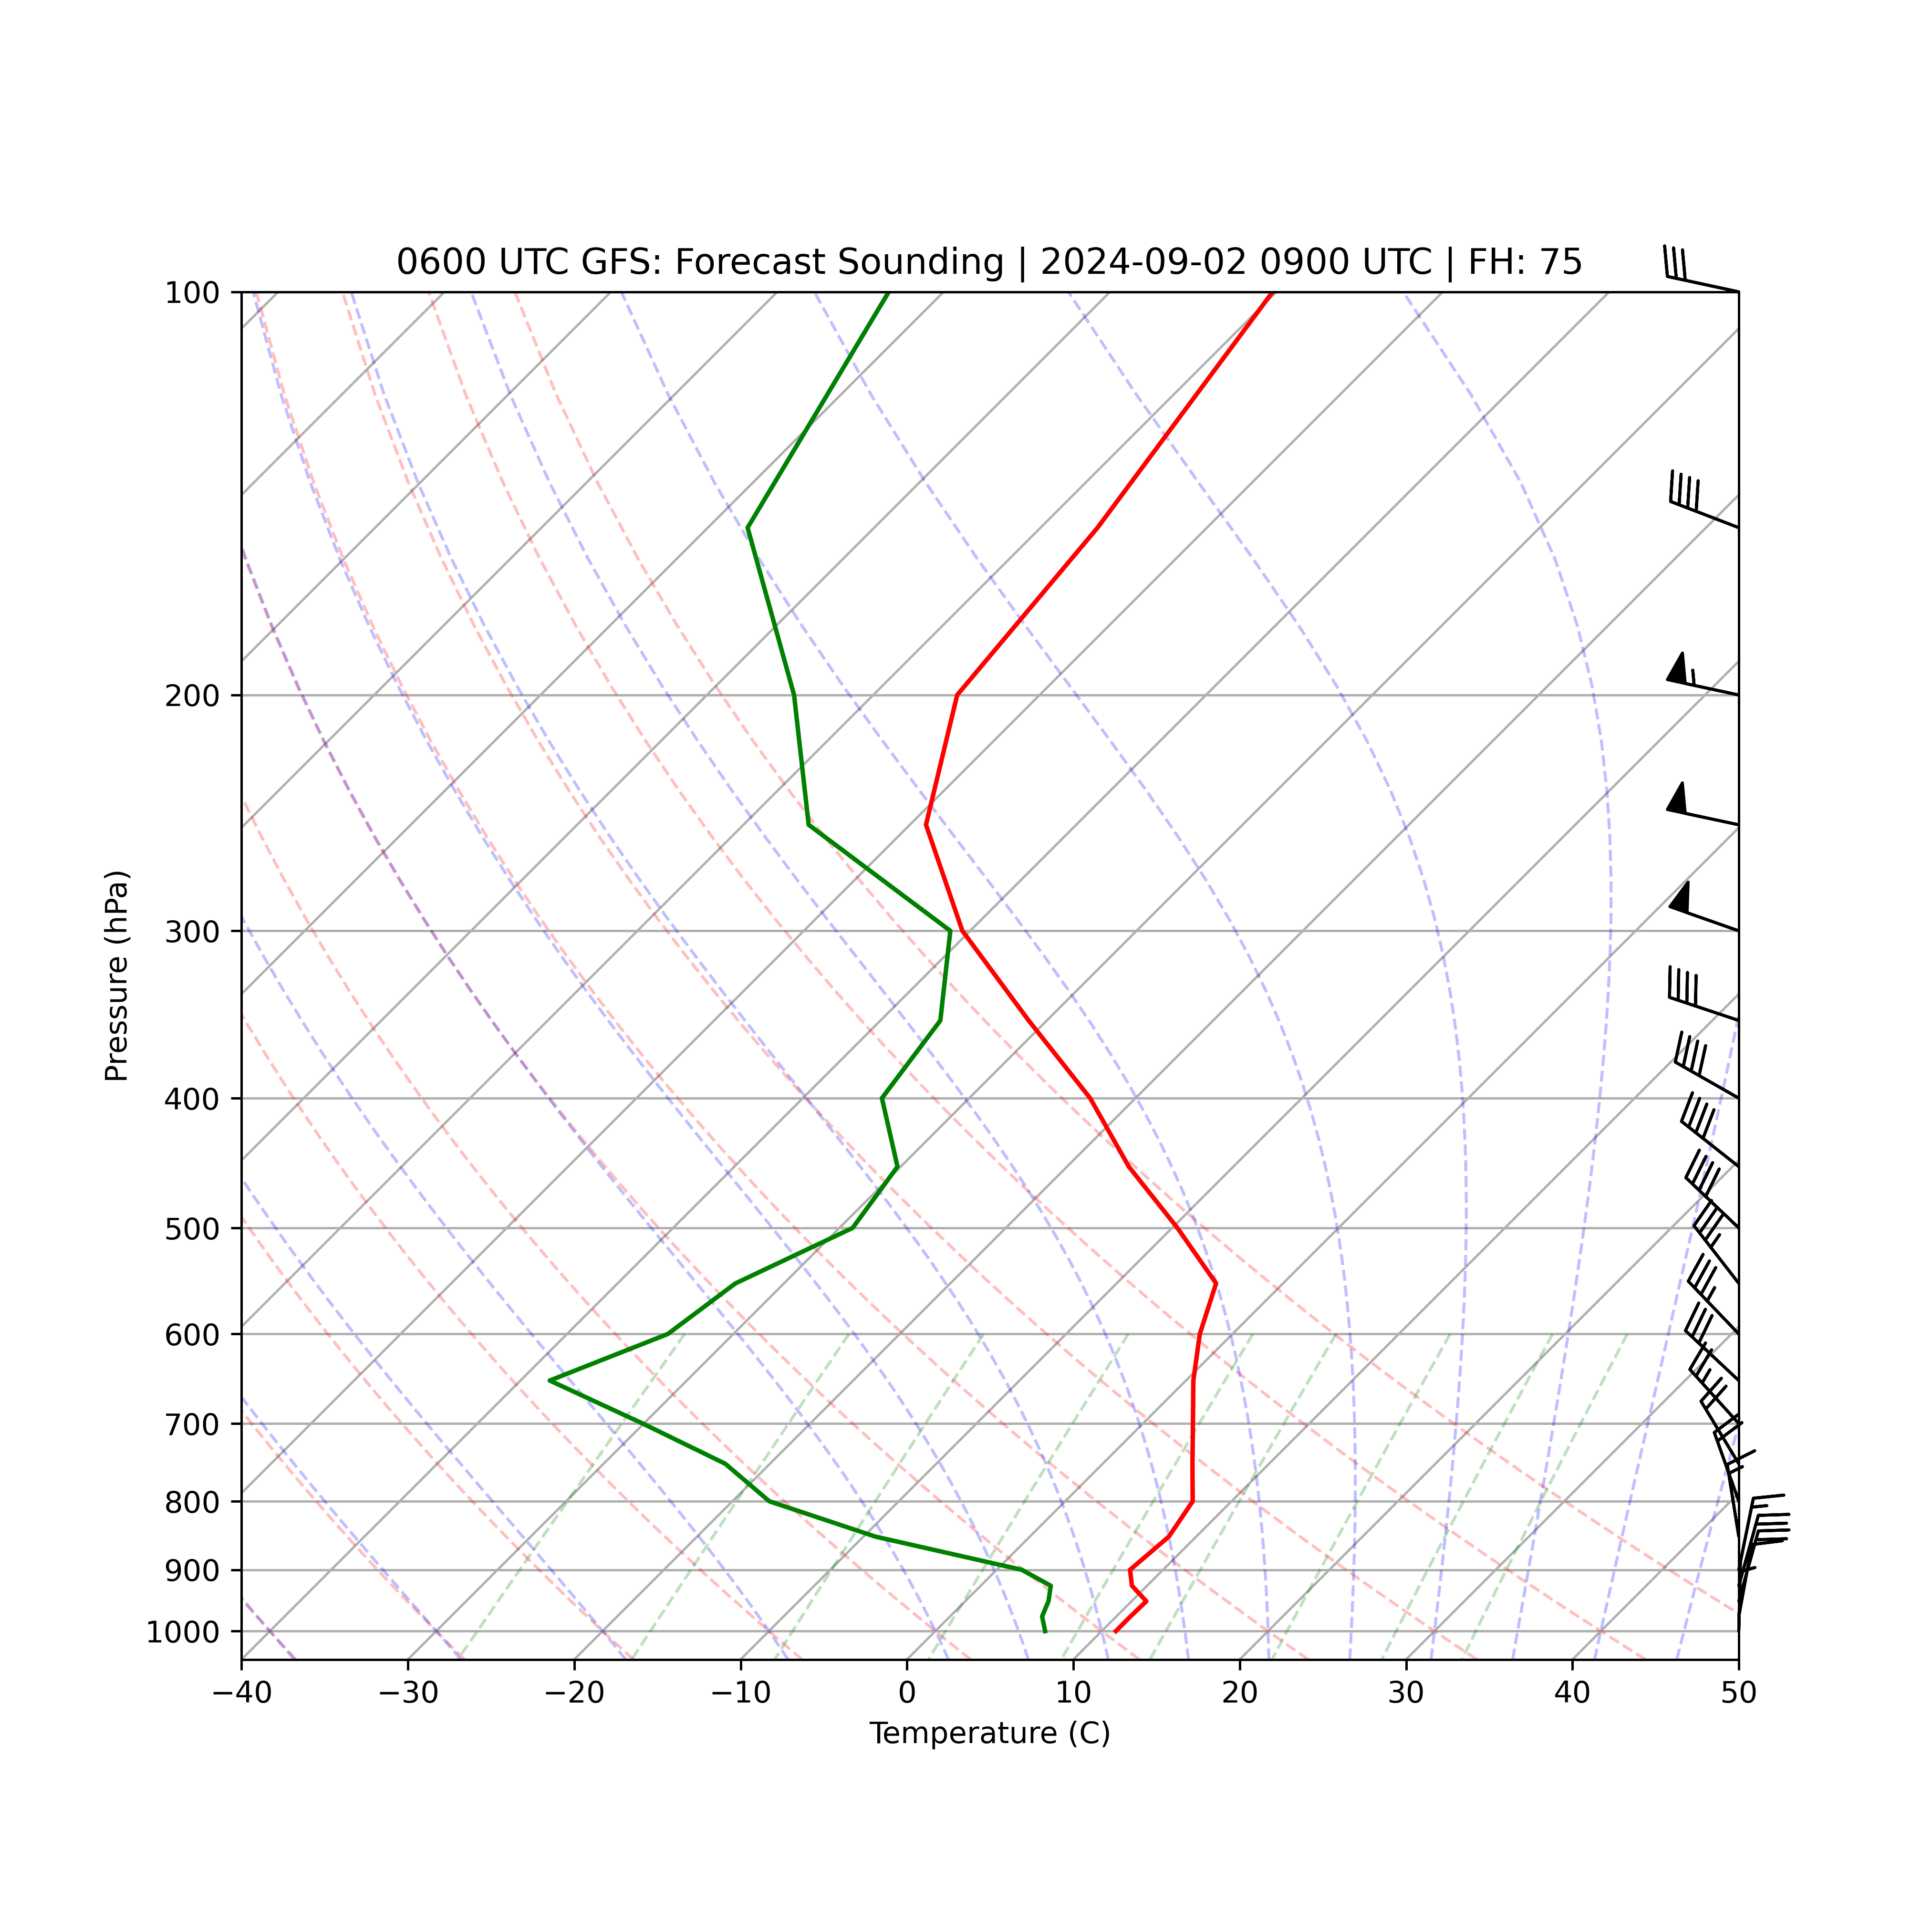 0600 UTC GFS: Forecast Sounding | 2024-09-02 0900 UTC | FH: 75
100
200
300
400
500
600
700
800
900
1000
Pressure (hPa)
−40 −30 −20 −10 0 10 20 30 40 50
Temperature (C)